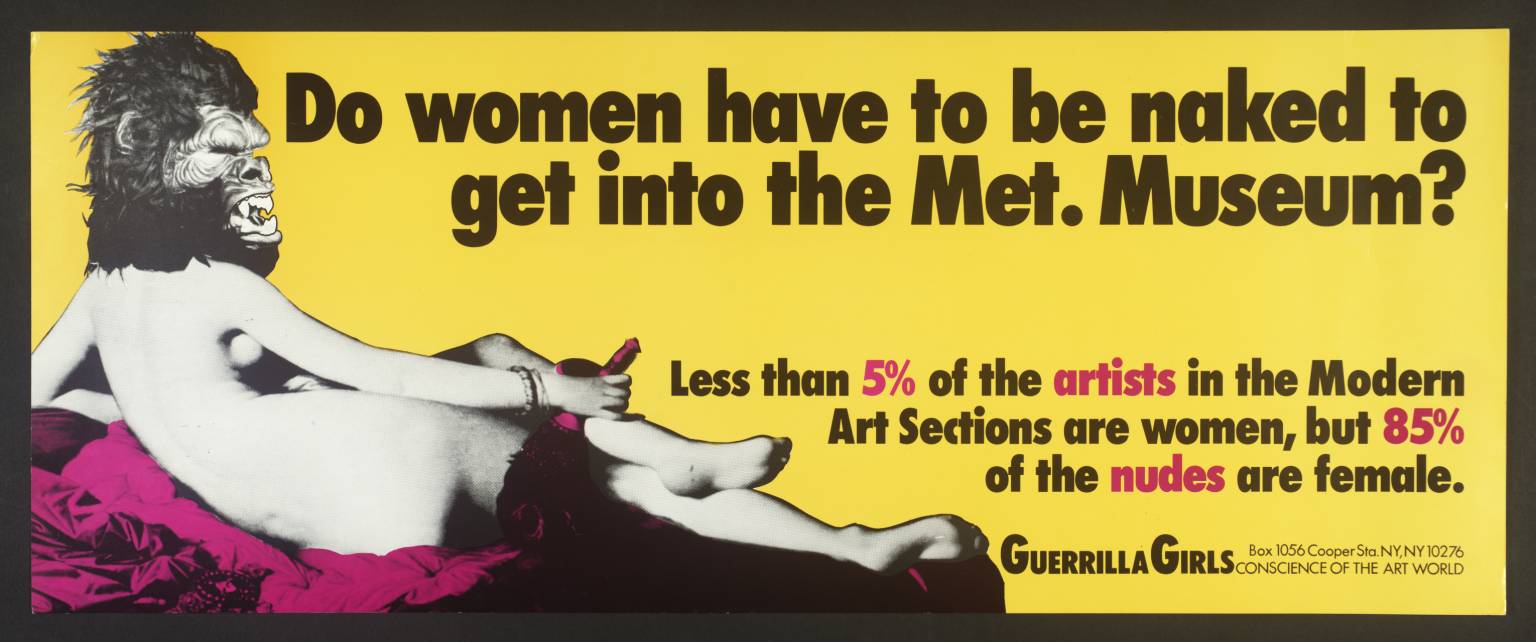 Do women have to be naked to
get into the Met. Museum?
Less than 5% of the artists in the Modern
Art Sections are women, but 85%
of the nudes are female.
GUERRILLA GIRLS Box 1056 Cooper Sta. NY, NY 10276
CONSCIENCE OF THE ART WORLD